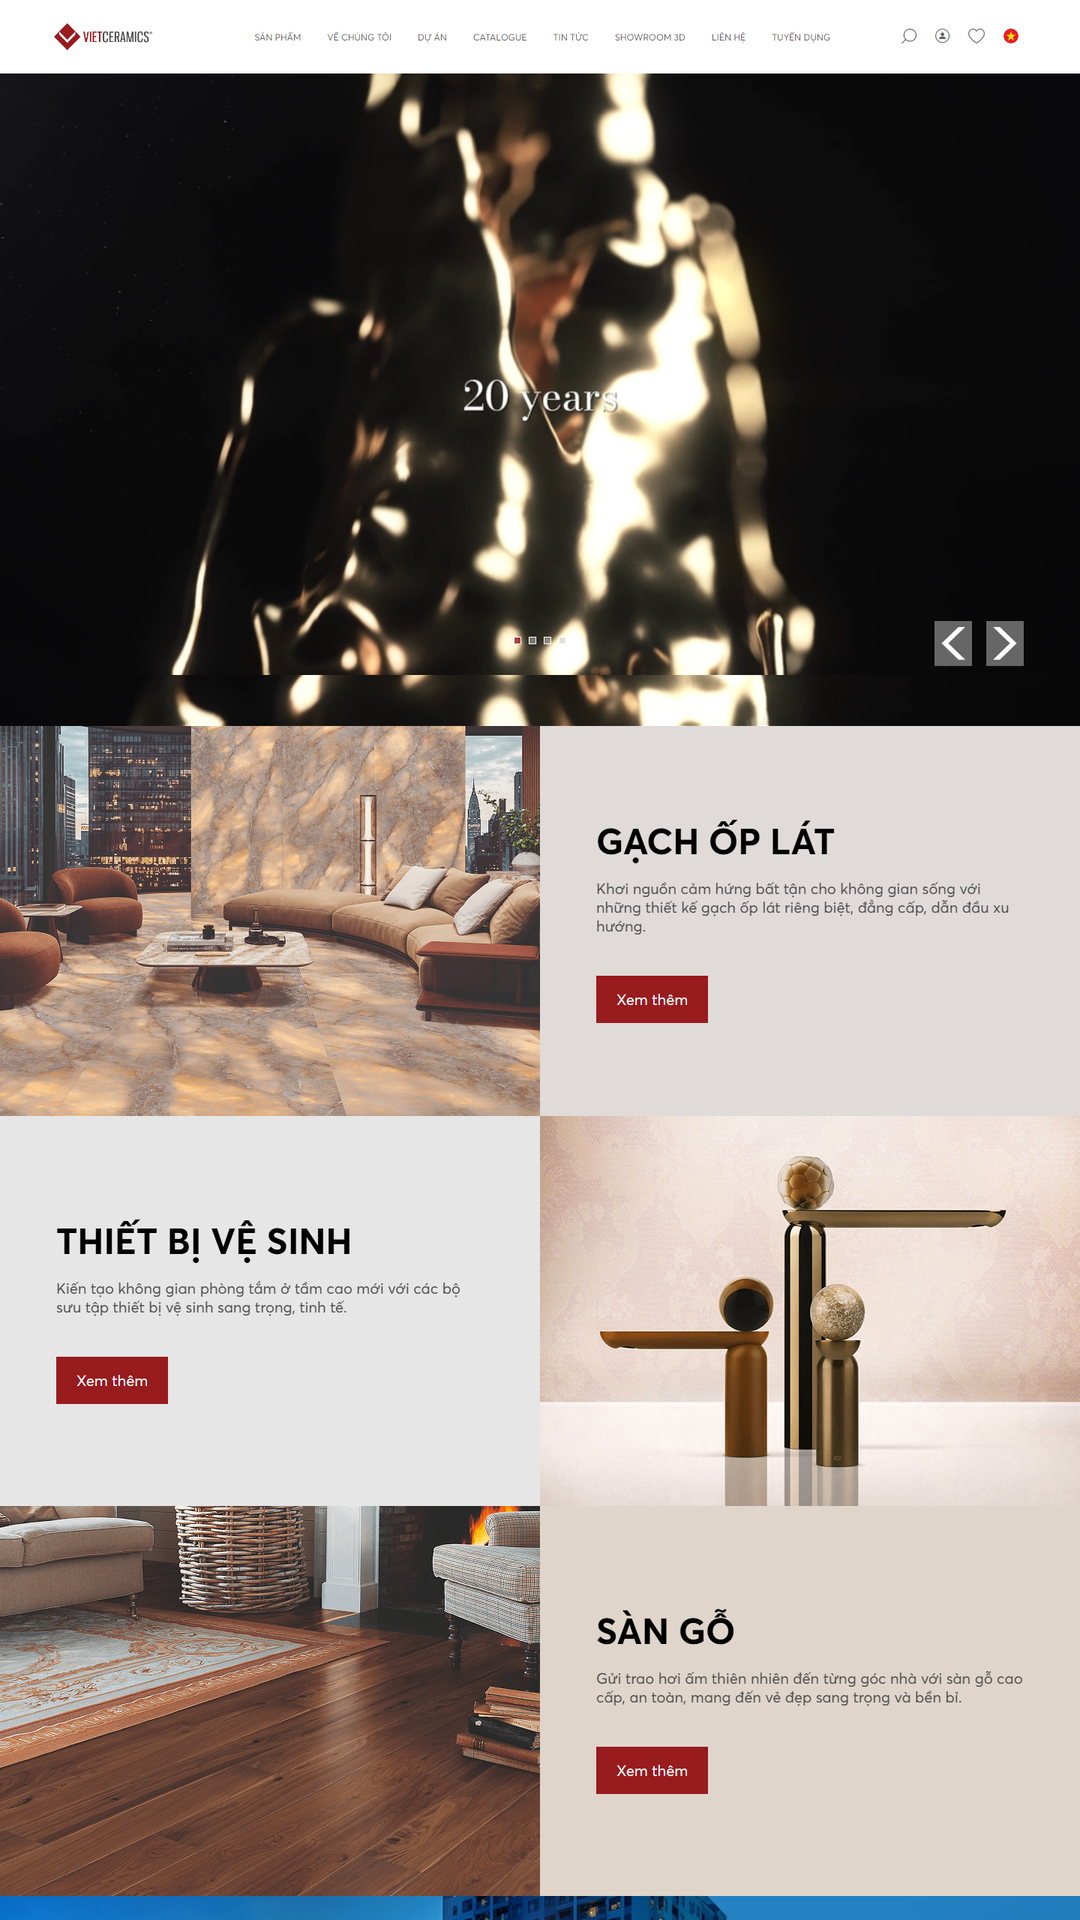 VIETCERAMICS®
SẢN PHẨM VỀ CHÚNG TÔI DỰ ÁN CATALOGUE TIN TỨC SHOWROOM 3D LIÊN HỆ TUYỂN DỤNG
20 years
GẠCH ỐP LÁT
Khơi nguồn cảm hứng bất tận cho không gian sống với
những thiết kế gạch ốp lát riêng biệt, đẳng cấp, dẫn đầu xu
hướng.
Xem thêm
THIẾT BỊ VỆ SINH
Kiến tạo không gian phòng tắm ở tầm cao mới với các bộ
sưu tập thiết bị vệ sinh sang trọng, tinh tế.
Xem thêm
SÀN GỖ
Gửi trao hơi ấm thiên nhiên đến từng góc nhà với sàn gỗ cao
cấp, an toàn, mang đến vẻ đẹp sang trọng và bền bỉ.
Xem thêm